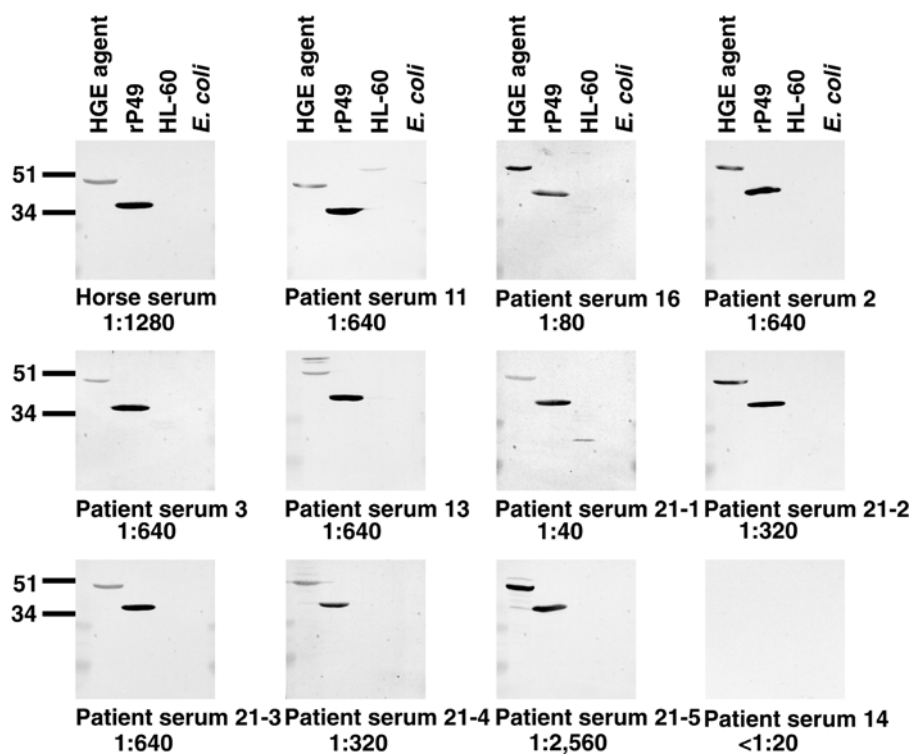 HGE agent rP49 HL-60 E. coli HGE agent rP49 HL-60 E. coli HGE agent rP49 HL-60 E. coli HGE agent rP49 HL-60 E. coli
51
34
Horse serum Patient serum 11 Patient serum 16 Patient serum 2
1:1280 1:640 1:80 1:640
51
34
Patient serum 3 Patient serum 13 Patient serum 21-1 Patient serum 21-2
1:640 1:640 1:40 1:320
51
34
Patient serum 21-3 Patient serum 21-4 Patient serum 21-5 Patient serum 14
1:640 1:320 1:2,560 <1:20